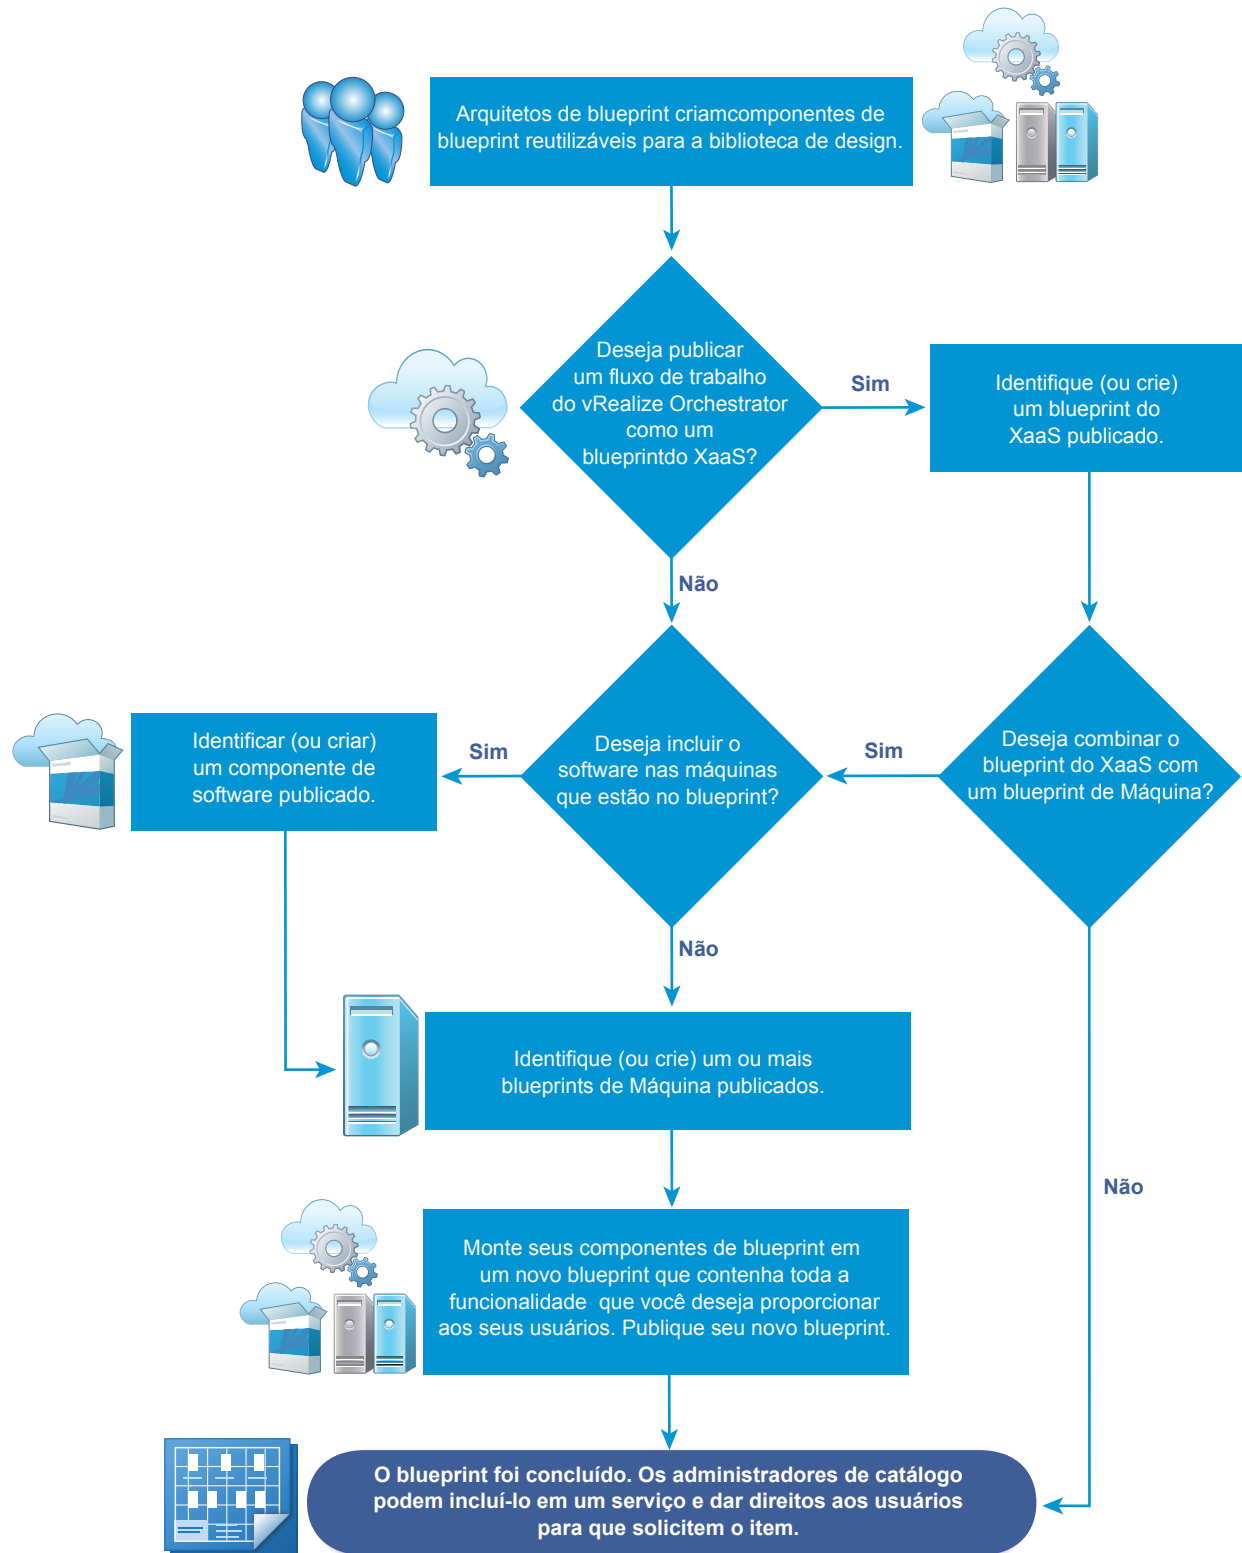 Arquitetos de blueprint criamcomponentes de
blueprint reutilizáveis para a biblioteca de design.
Deseja publicar
um fluxo de trabalho
do vRealize Orchestrator
como um
blueprintdo XaaS?
Sim
Identifique (ou crie)
um blueprint do
XaaS publicado.
Não
Identificar (ou criar)
um componente de
software publicado.
Sim
Deseja incluir o
software nas máquinas
que estão no blueprint?
Sim
Deseja combinar o
blueprint do XaaS com
um blueprint de Máquina?
Não
Identifique (ou crie) um ou mais
blueprints de Máquina publicados.
Não
Monte seus componentes de blueprint em
um novo blueprint que contenha toda a
funcionalidade  que você deseja proporcionar
aos seus usuários. Publique seu novo blueprint.
O blueprint foi concluído. Os administradores de catálogo
podem incluí-lo em um serviço e dar direitos aos usuários
para que solicitem o item.